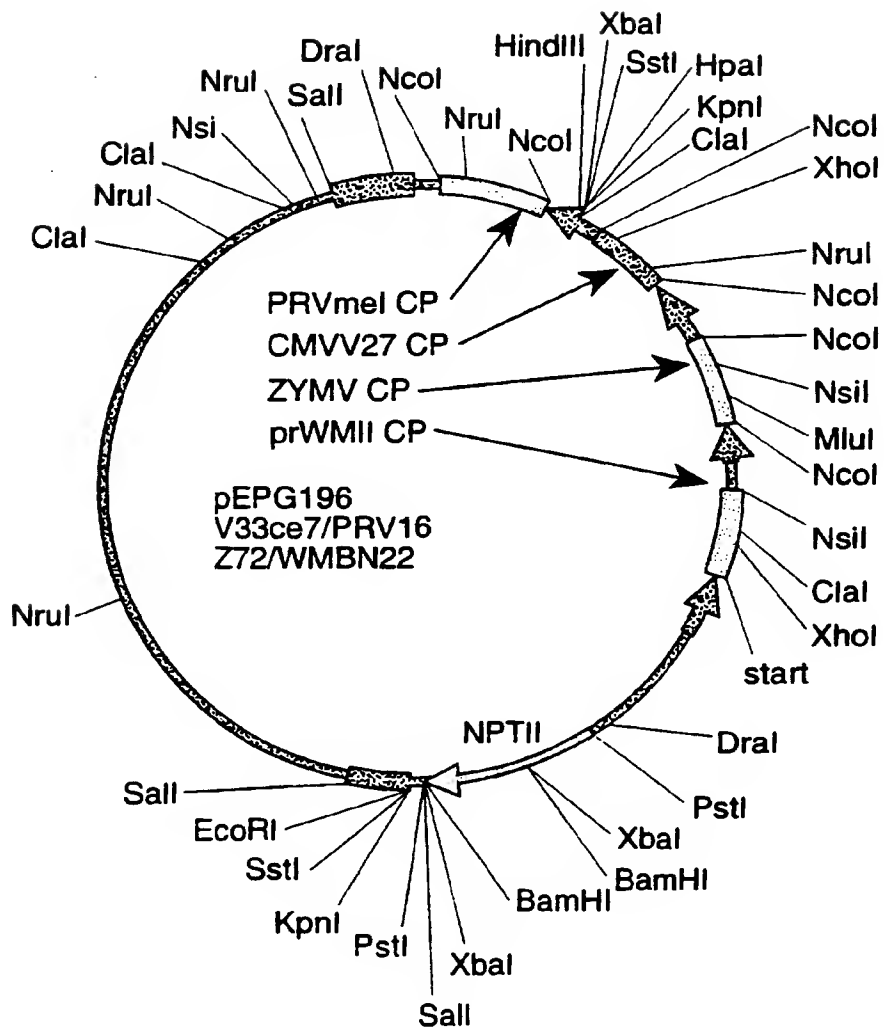 XbaI
HindIII
SstI
DraI
HpaI
NruI
NcoI
KpnI
SalI
NruI
NcoI
ClaI
NcoI
Nsi
XhoI
ClaI
NruI
ClaI
NruI
NcoI
PRVmel CP
CMVV27 CP
NcoI
ZYMV CP
NsiI
prWMII CP
MluI
NcoI
pEPG196
V33ce7/PRV16
Z72/WMBN22
NsiI
ClaI
NruI
XhoI
start
NPTII
DraI
SalI
PstI
EcoRI
XbaI
SstI
BamHI
BamHI
KpnI
PstI
XbaI
SalI